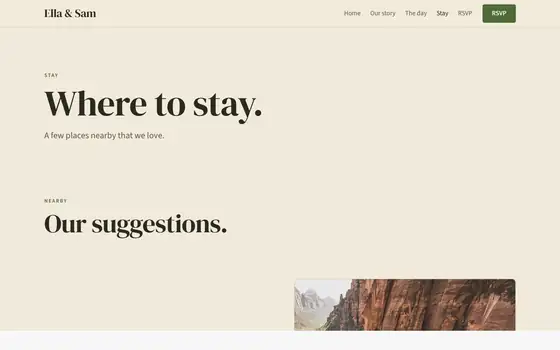 Ella & Sam
Home Our story The day Stay RSVP RSVP
STAY
Where to stay.
A few places nearby that we love.
NEARBY
Our suggestions.